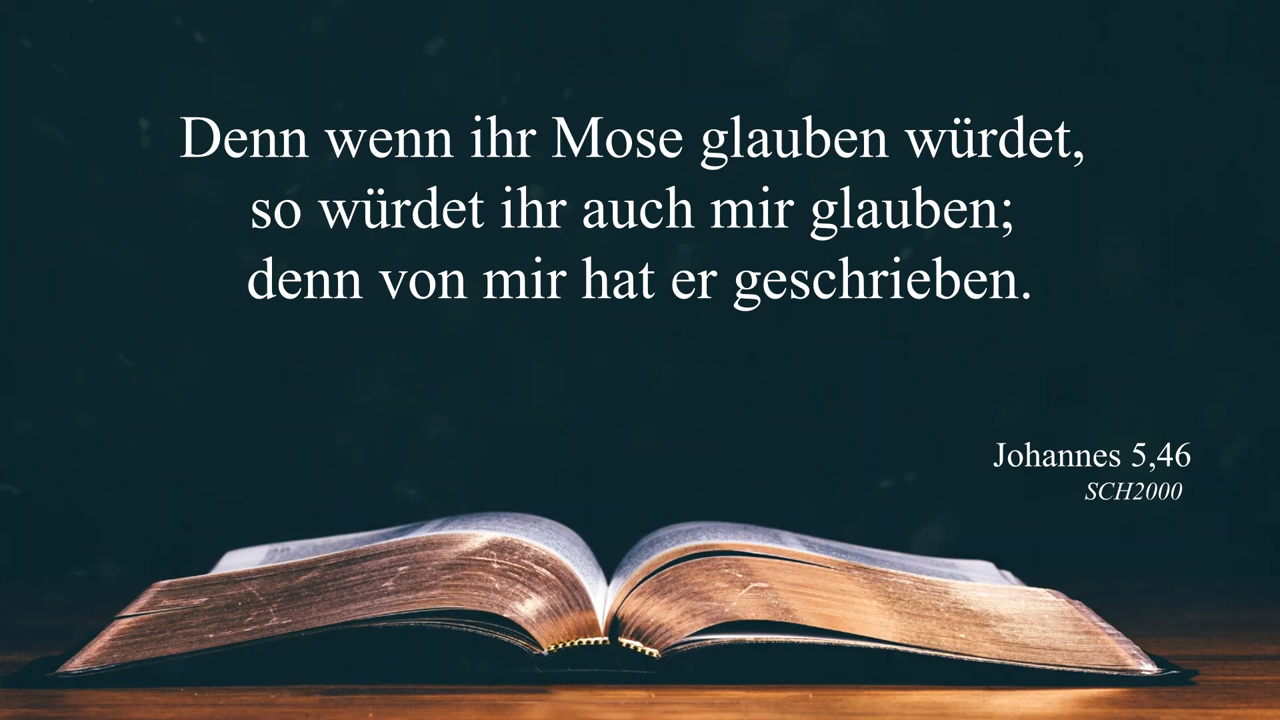 Denn wenn ihr Mose glauben würdet,
so würdet ihr auch mir glauben;
denn von mir hat er geschrieben.
Johannes 5,46
SCH2000